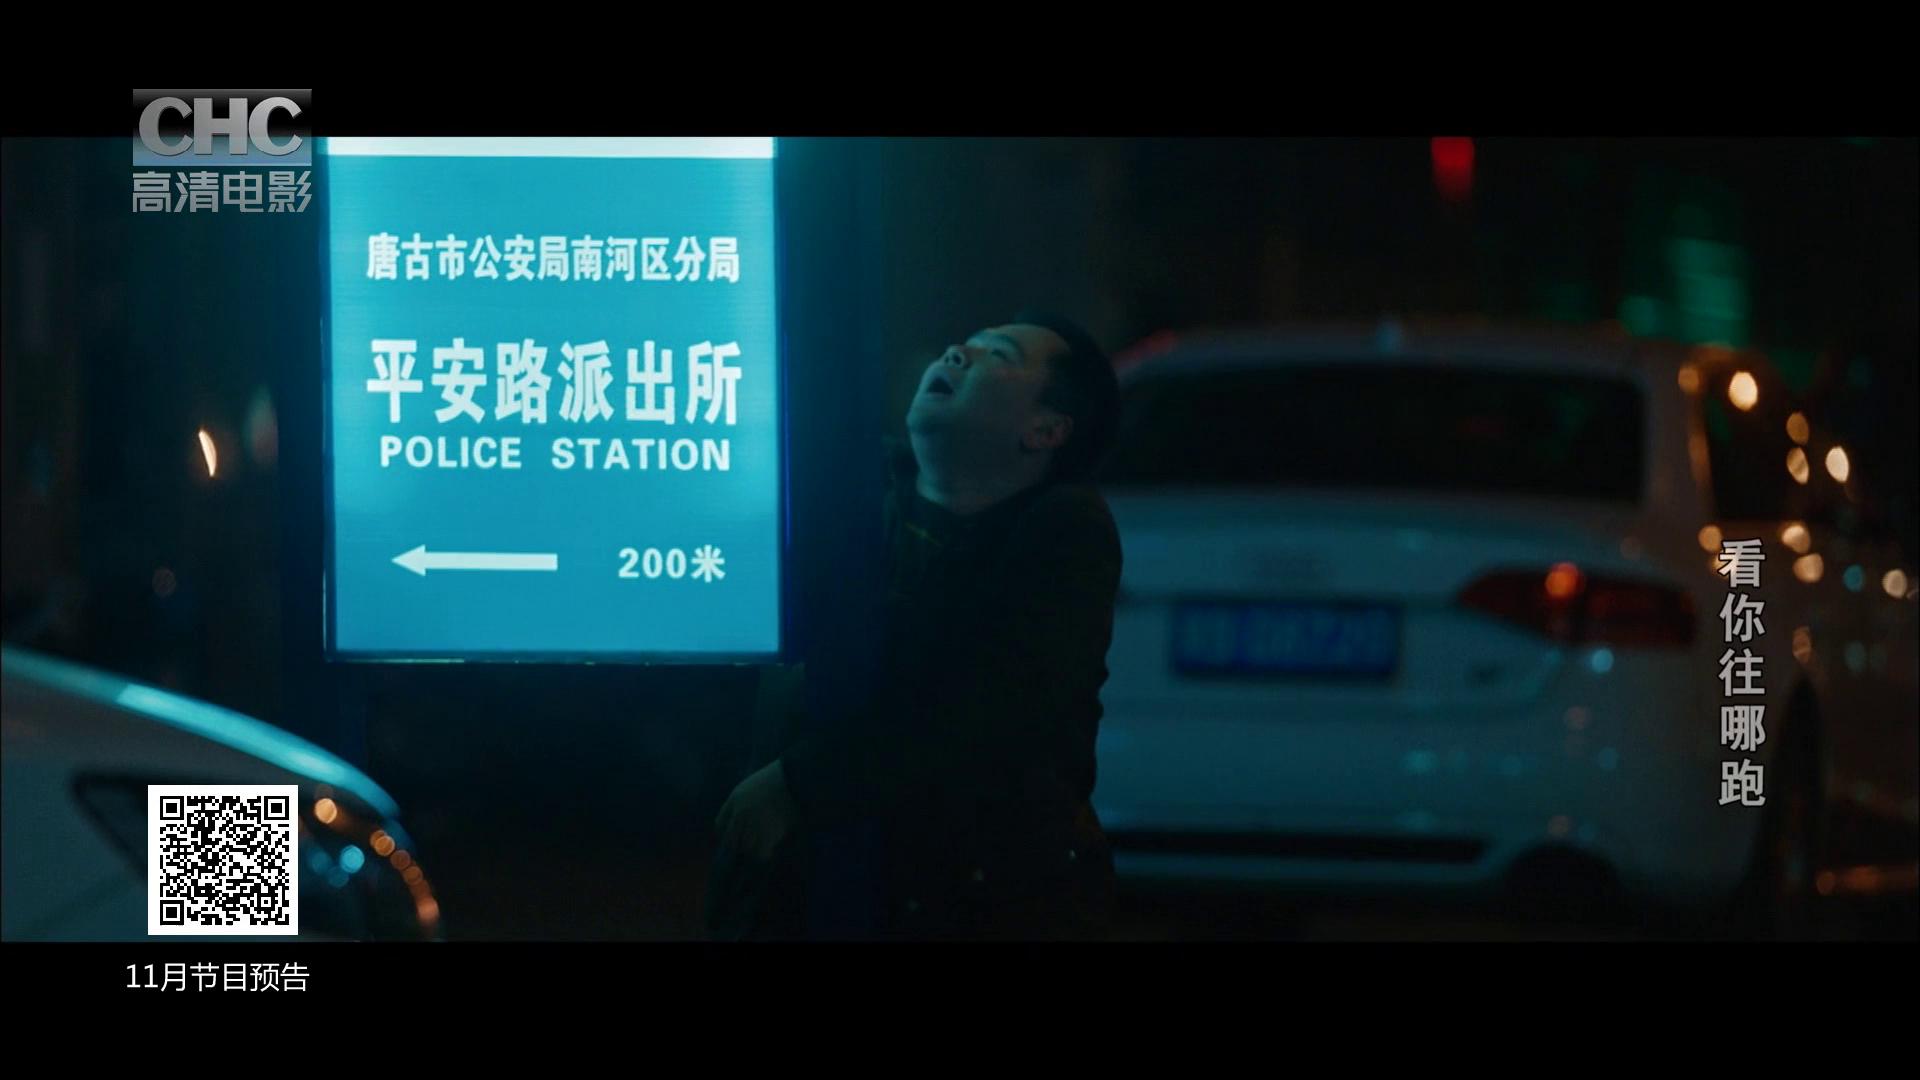 CHC
高清电影
唐古市公安局南河区分局
平安路派出所
POLICE STATION
200米
看你往哪跑
11月节目预告